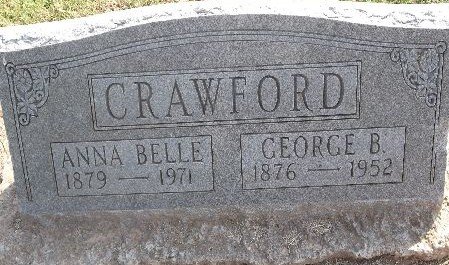 CRAWFORD
ANNA BELLE
1879 — 1971
GEORGE B.
1876 — 1952